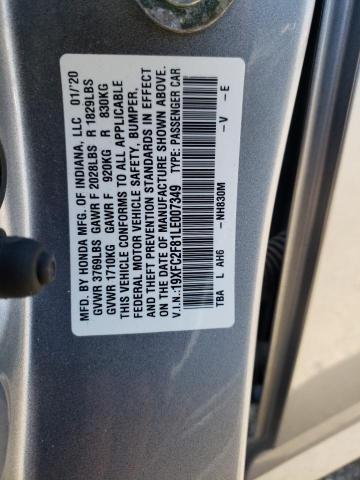 MFD. BY HONDA MFG. OF INDIANA, LLC 01/'20
GVWR 3769LBS GAWR F 2028LBS R 1829LBS
GVWR 1710KG GAWR F 920KG R 830KG
THIS VEHICLE CONFORMS TO ALL APPLICABLE
FEDERAL MOTOR VEHICLE SAFETY, BUMPER,
AND THEFT PREVENTION STANDARDS IN EFFECT
ON THE DATE OF MANUFACTURE SHOWN ABOVE.
V.I.N.:19XFC2F81LE007349 TYPE: PASSENGER CAR
TBA L AH6 -NH830M -V -E